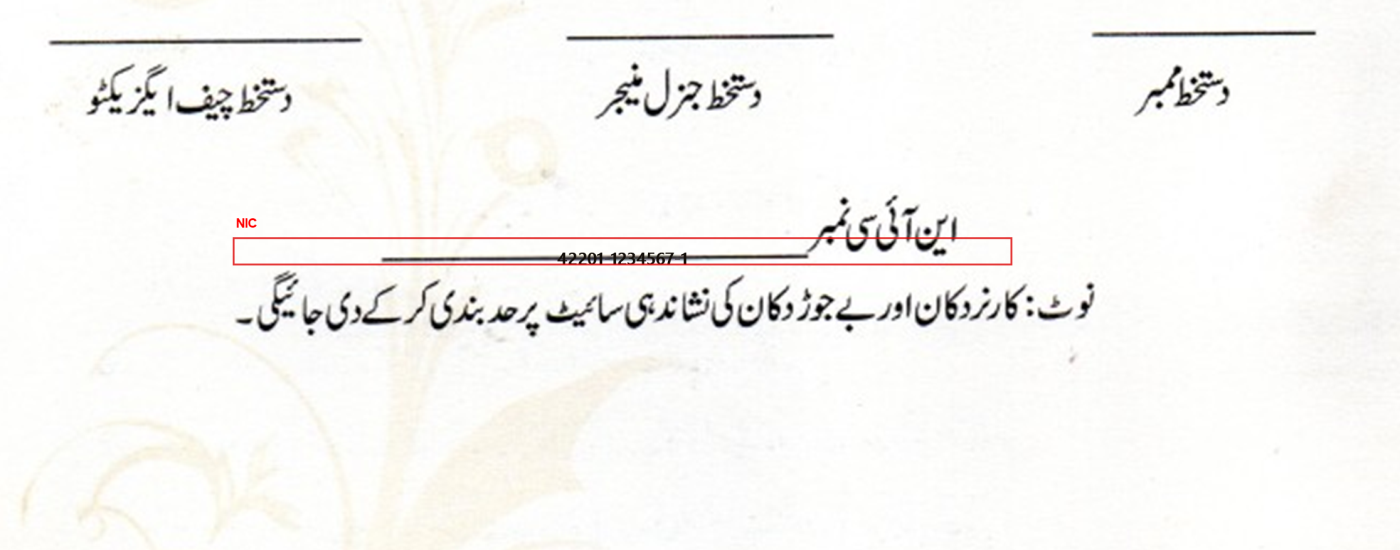 دستخط ممبر
دستخط جنرل منیجر
دستخط چیف ایگزیکٹو
این آئی سی نمبر
NIC
42201-1234567-1
نوٹ: کارنر دکان اور بے جوڑ دکان کی نشاندہی سائیٹ پر حد بندی کر کے دی جائیگی۔